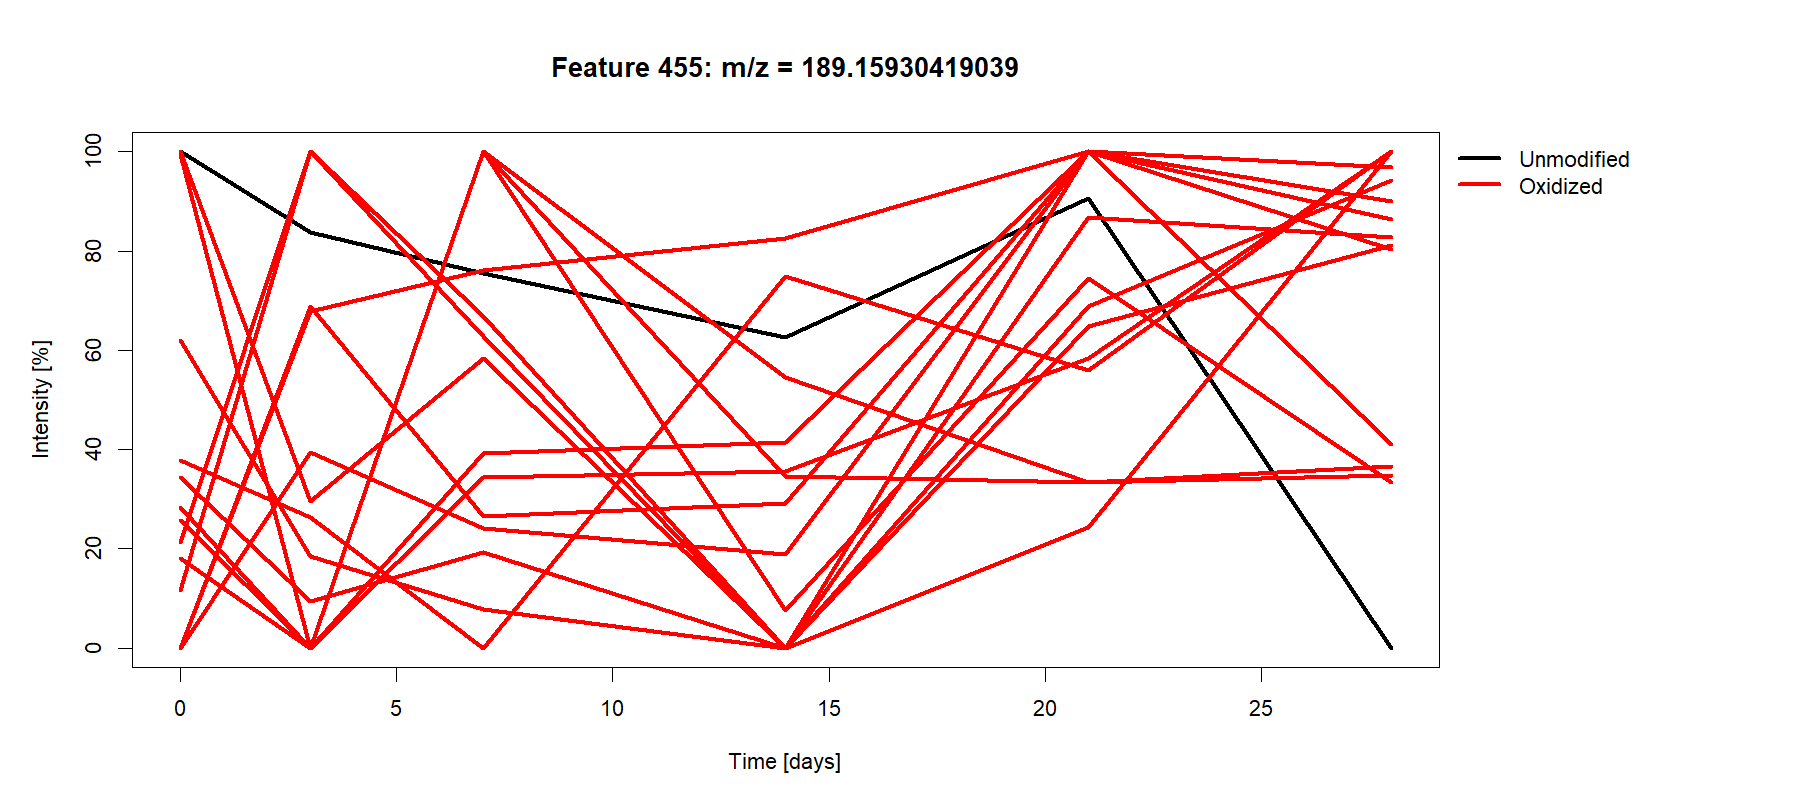 Feature 455: m/z = 189.15930419039
Unmodified
Oxidized
Intensity [%]
100
80
60
40
20
0
0 5 10 15 20 25
Time [days]